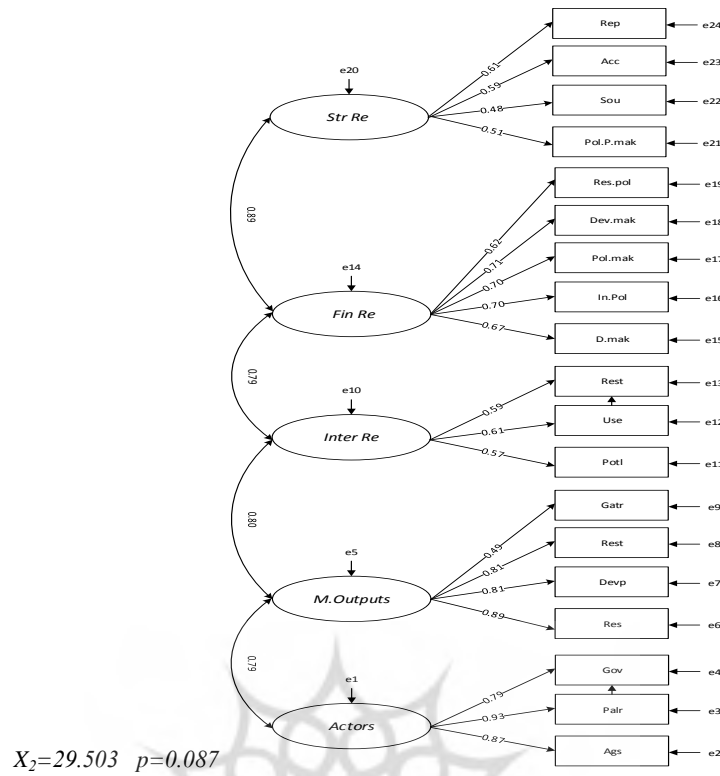 Rep
e24
0.61
e20
Acc
e23
0.59
Str Re
Sou
e22
0.48
Pol.P.mak
e21
0.51
0.89
Res.pol
e19
0.62
Dev.mak
e18
0.71
e14
Pol.mak
e17
0.70
Fin Re
In.Pol
e16
0.70
D.mak
e15
0.67
0.79
Rest
e13
0.59
e10
Use
e12
0.61
Inter Re
Potl
e11
0.57
0.80
Gatr
e9
0.49
Rest
e8
0.81
e5
Devp
e7
0.81
M.Outputs
Res
e6
0.89
0.79
Gov
e4
0.79
e1
Palr
e3
0.93
Actors
Ags
e2
0.87
X2=29.503 p=0.087